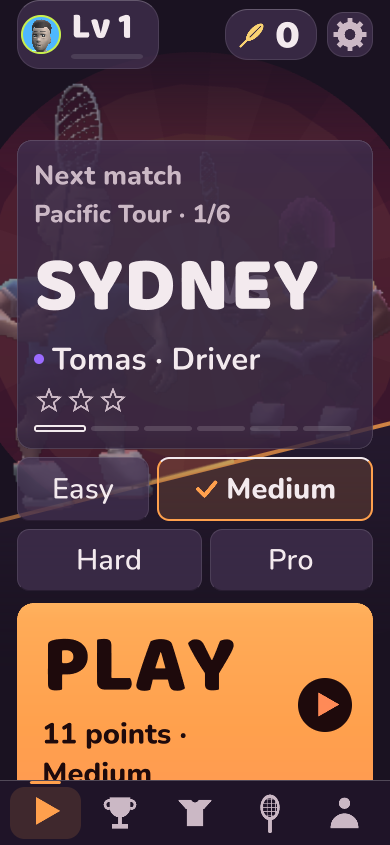 Lv 1
0
Next match
Pacific Tour · 1/6
SYDNEY
Tomas · Driver
Easy
Medium
Hard
Pro
PLAY
11 points ·
Medium